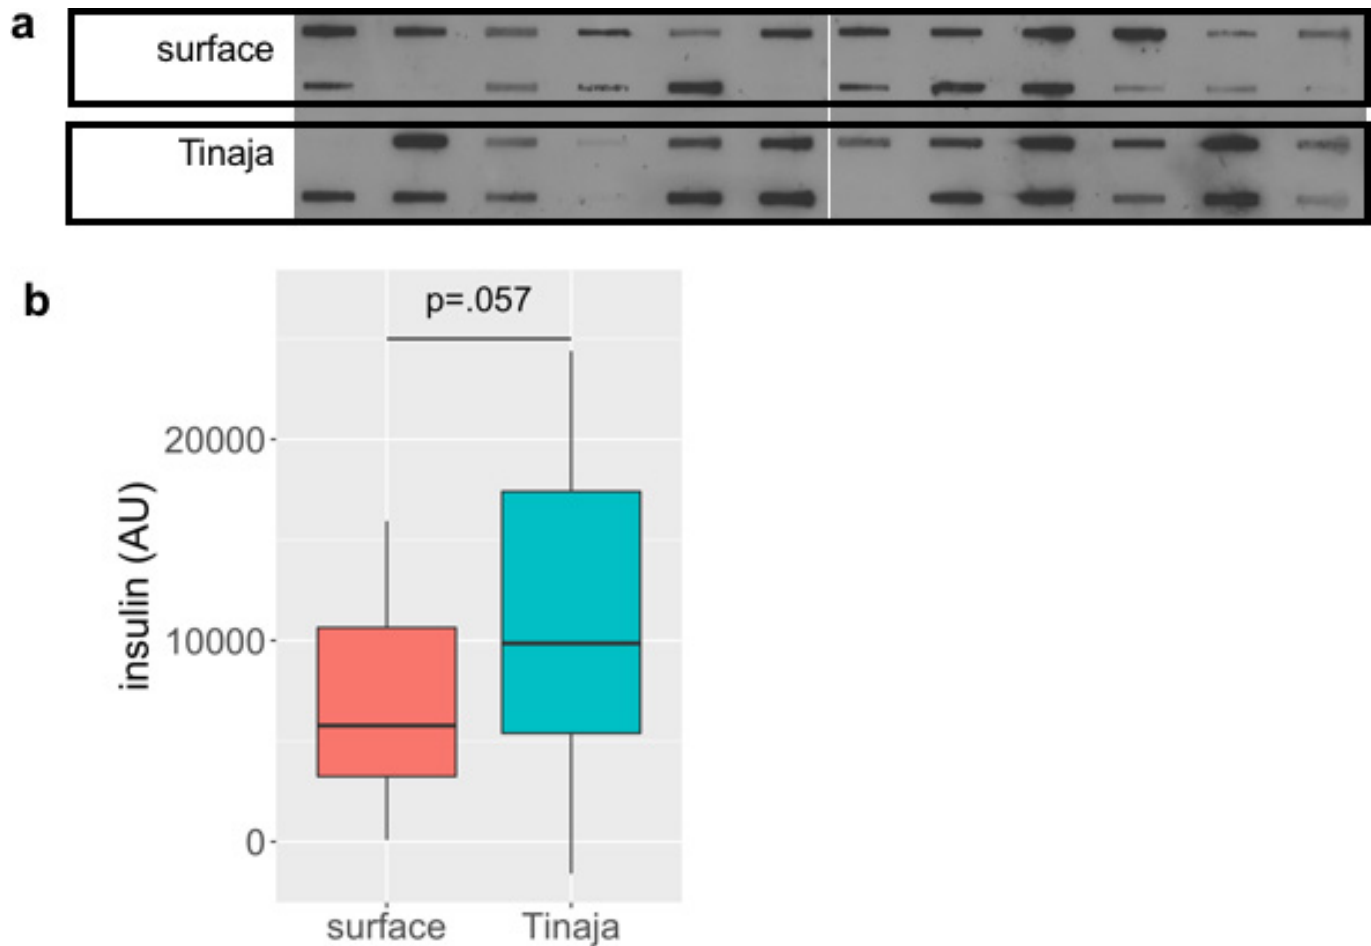 a
surface
Tinaja
b
p=.057
20000
10000
0
insulin (AU)
surface
Tinaja